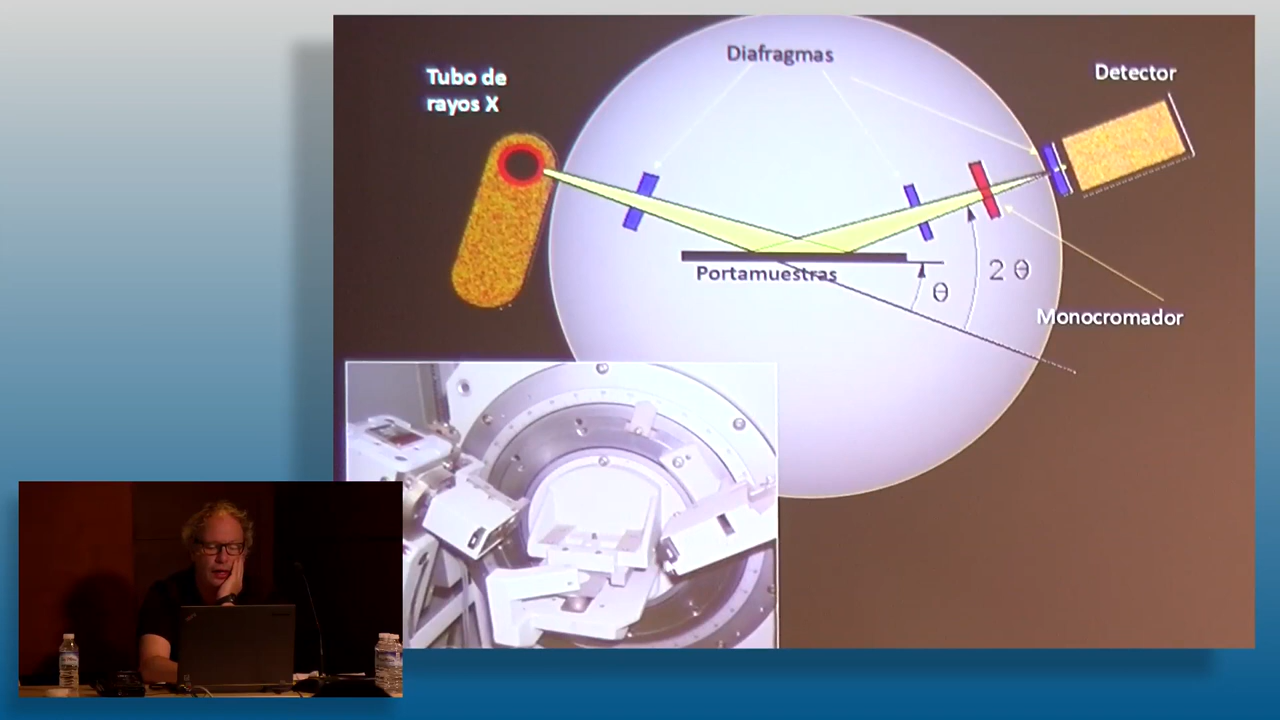 Diafragmas
Tubo de
rayos X
Detector
Portamuestras
θ
2 θ
Monocromador